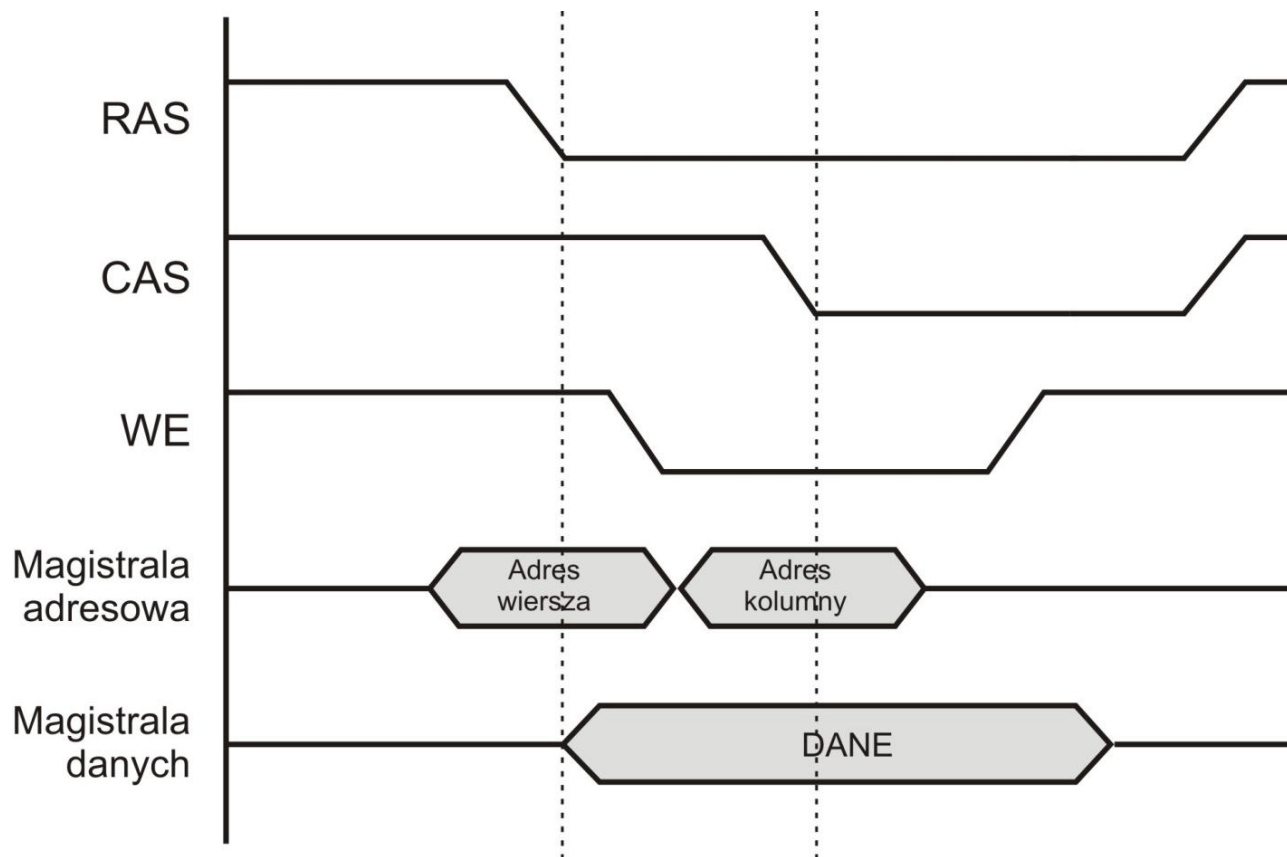 RAS
CAS
WE
Magistrala
adresowa
Adres
wiersza
Adres
kolumny
Magistrala
danych
DANE